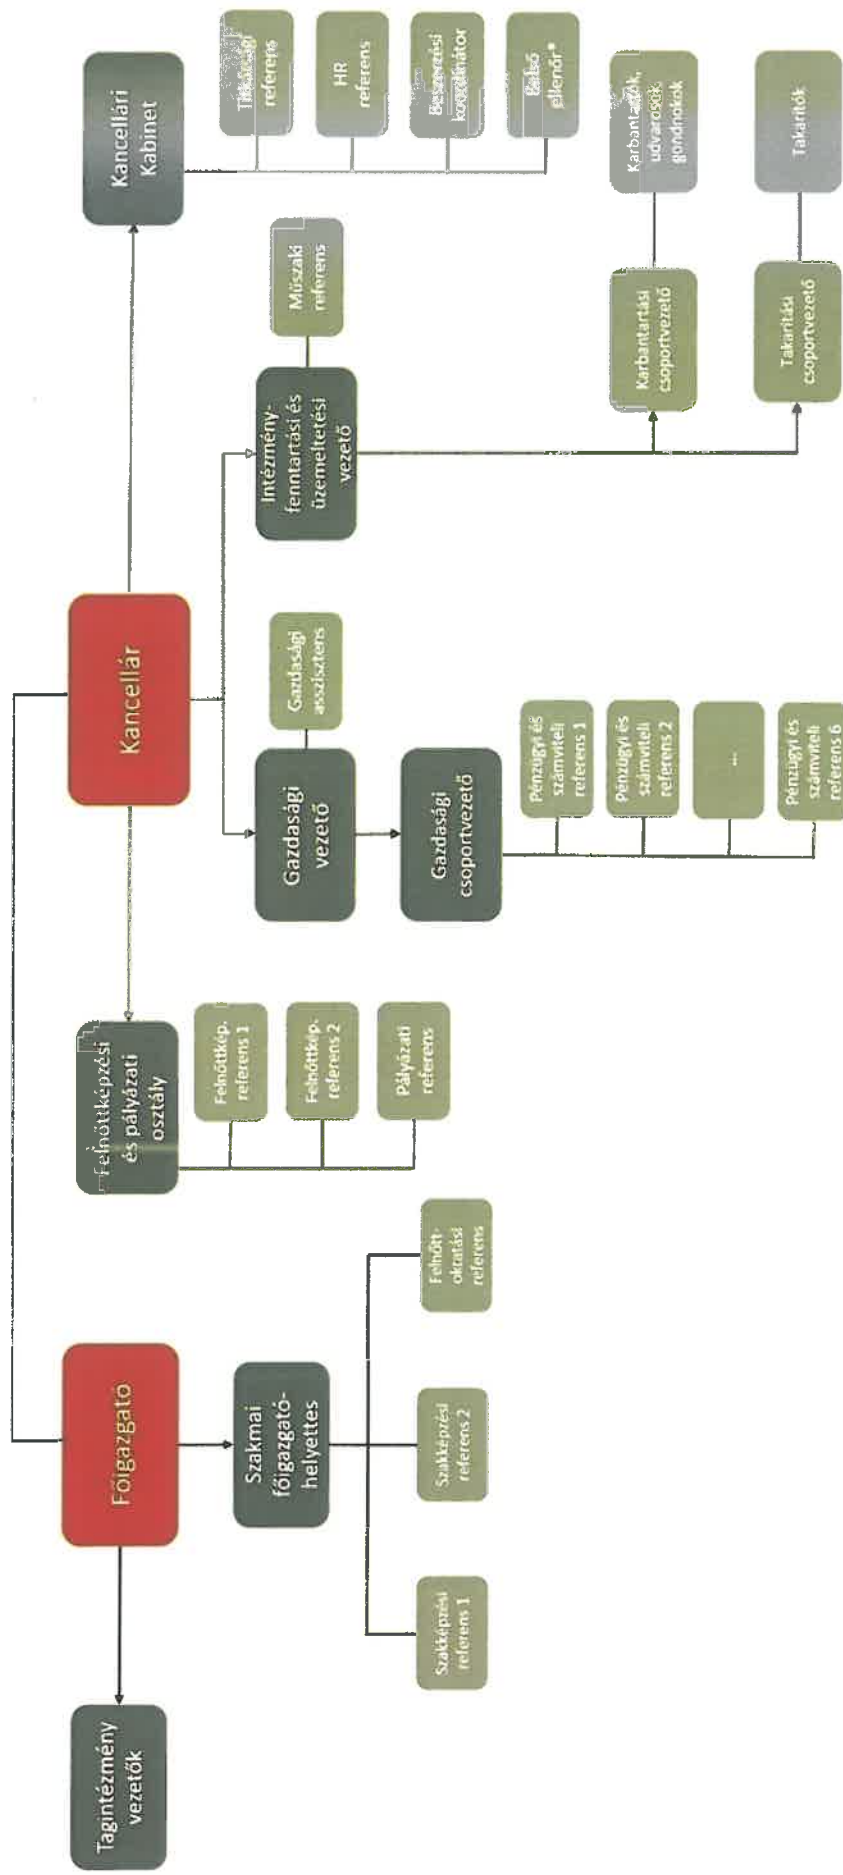 Főigazgató
Kancellár
Tagintézmény
vezetők
Szakmai
főigazgató-
helyettes
Szakképzési
referens 1
Szakképzési
referens 2
Felnőtt-
oktatási
referens
Felnőttképzési
és pályázati
osztály
Felnőttkép.
referens 1
Felnőttkép.
referens 2
Pályázati
referens
Gazdasági
vezető
Gazdasági
asszisztens
Gazdasági
csoportvezető
Pénzügyi és
számviteli
referens 1
Pénzügyi és
számviteli
referens 2
...
Pénzügyi és
számviteli
referens 6
Intézmény-
fenntartási és
üzemeltetési
vezető
Műszaki
referens
Karbantartási
csoportvezető
Karbantartók,
udvarosok,
gondnokok
Takarítási
csoportvezető
Takarítók
Kancellári
Kabinet
Titkársági
referens
HR
referens
Beszerzési
koordinátor
Belső
ellenőr*